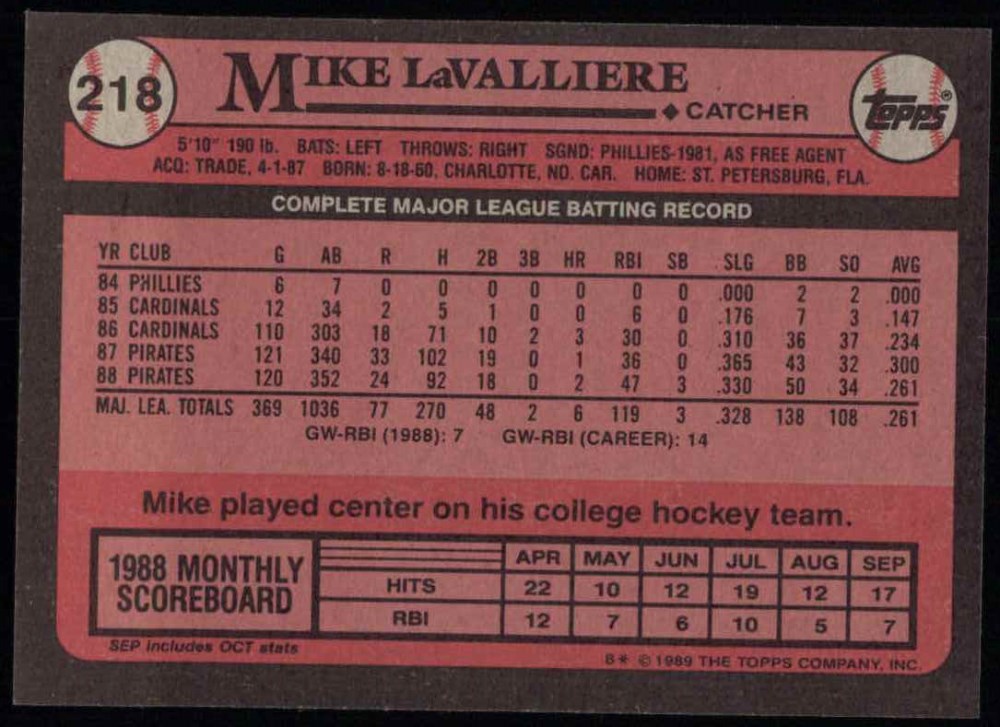 218
MIKE LaVALLIERE
◆ CATCHER
TOPPS®
5'10" 190 lb. BATS: LEFT THROWS: RIGHT SGND: PHILLIES-1981, AS FREE AGENT
ACQ: TRADE, 4-1-87 BORN: 8-18-60, CHARLOTTE, NO. CAR. HOME: ST. PETERSBURG, FLA.
COMPLETE MAJOR LEAGUE BATTING RECORD
YR CLUB G AB R H 2B 3B HR RBI SB SLG BB SO AVG
84 PHILLIES 6 7 0 0 0 0 0 0 0 .000 2 2 .000
85 CARDINALS 12 34 2 5 1 0 0 6 0 .176 7 3 .147
86 CARDINALS 110 303 18 71 10 2 3 30 0 .310 36 37 .234
87 PIRATES 121 340 33 102 19 0 1 36 0 .365 43 32 .300
88 PIRATES 120 352 24 92 18 0 2 47 3 .330 50 34 .261
MAJ. LEA. TOTALS 369 1036 77 270 48 2 6 119 3 .328 138 108 .261
GW-RBI (1988): 7 GW-RBI (CAREER): 14
Mike played center on his college hockey team.
1988 MONTHLY
SCOREBOARD
APR MAY JUN JUL AUG SEP
HITS 22 10 12 19 12 17
RBI 12 7 6 10 5 7
SEP includes OCT stats
B* © 1989 THE TOPPS COMPANY, INC.